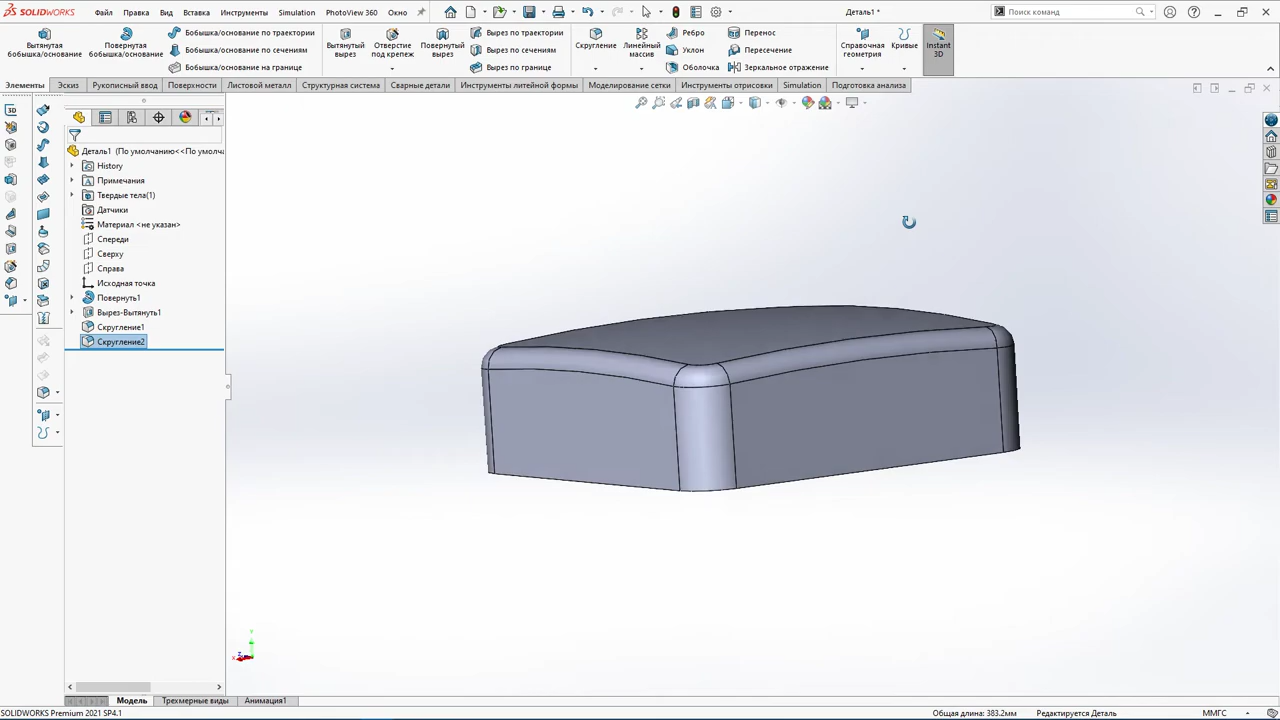 SOLIDWORKS
Файл
Правка
Вид
Вставка
Инструменты
Simulation
PhotoView 360
Окно
Деталь1 *
Поиск команд
Вытянутая бобышка/основание
Повернутая бобышка/основание
Бобышка/основание по траектории
Бобышка/основание по сечениям
Бобышка/основание на границе
Вытянутый вырез
Отверстие под крепеж
Повернутый вырез
Вырез по траектории
Вырез по сечениям
Вырез по границе
Скругление
Линейный массив
Ребро
Уклон
Оболочка
Перенос
Пересечение
Зеркальное отражение
Справочная геометрия
Кривые
Instant 3D
Элементы
Эскиз
Рукописный ввод
Поверхности
Листовой металл
Структурная система
Сварные детали
Инструменты литейной формы
Моделирование сетки
Инструменты отрисовки
Simulation
Подготовка анализа
Деталь1 (По умолчанию<<По умолча
History
Примечания
Твердые тела(1)
Датчики
Материал <не указан>
Спереди
Сверху
Справа
Исходная точка
Повернуть1
Вырез-Вытянуть1
Скругление1
Скругление2
Y
X
Z
Модель
Трехмерные виды
Анимация1
SOLIDWORKS Premium 2021 SP4.1
Общая длина: 383.2мм
Редактируется Деталь
ММГС